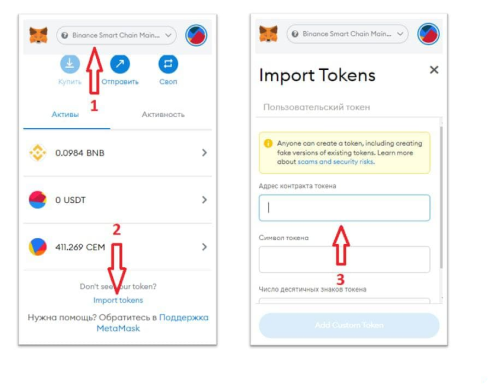 Binance Smart Chain Main...
Купить
Отправить
Своп
1
Активы
Активность
0.0984 BNB
0 USDT
2
411.269 CEM
Don't see your token?
Import tokens
Нужна помощь? Обратитесь в Поддержка
MetaMask
Binance Smart Chain Main...
Import Tokens
×
Пользовательский токен
Anyone can create a token, including creating
fake versions of existing tokens. Learn more
about scams and security risks.
Адрес контракта токена
Символ токена
3
Число десятичных знаков токена
Add Custom Token